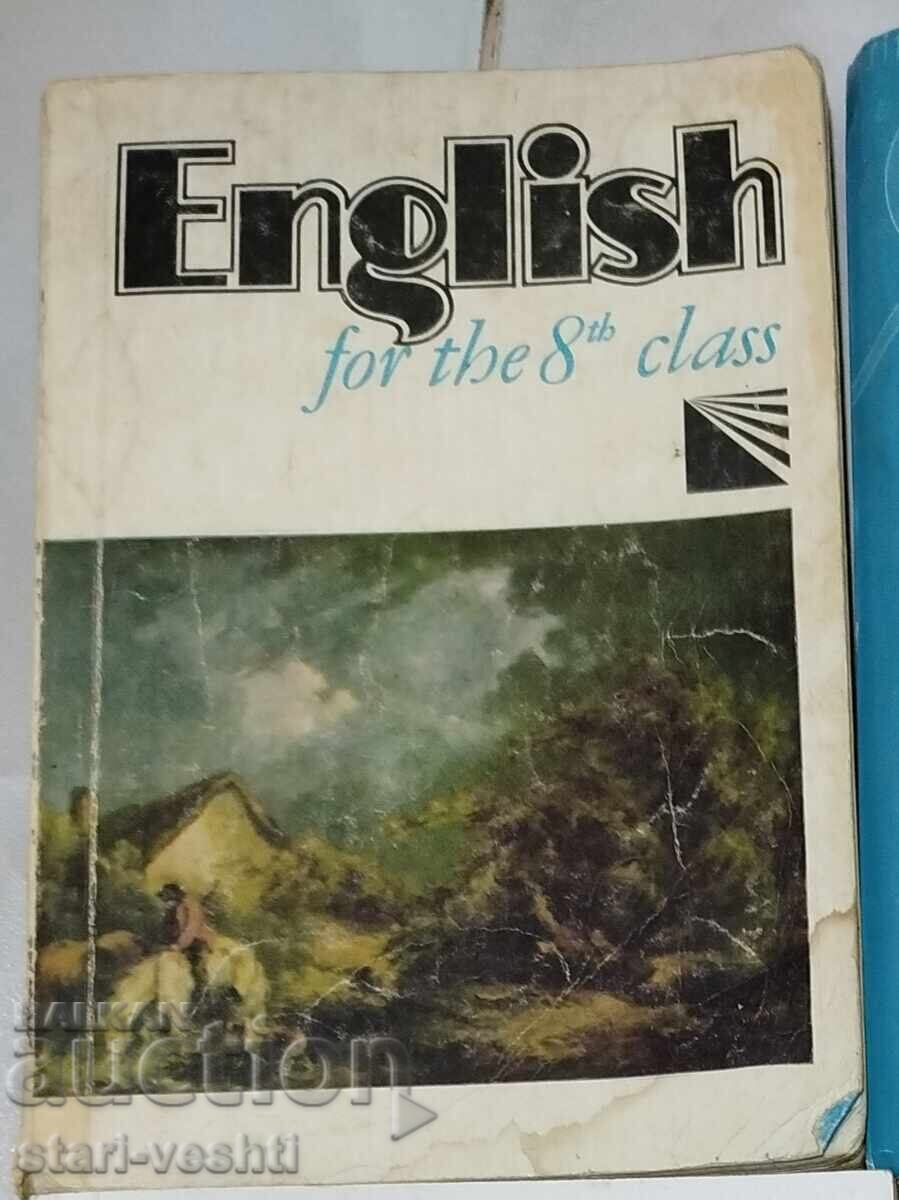 English
for the 8th class
BALKAN
auction
stari-veshti